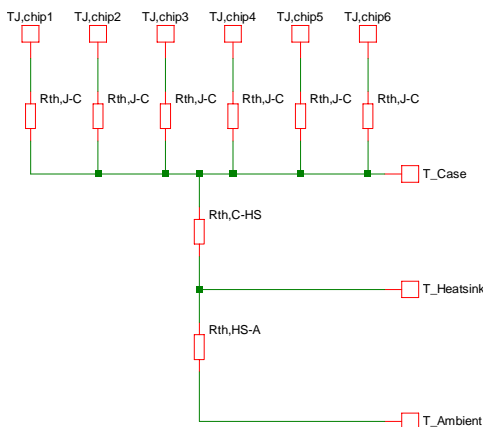 TJ,chip1 TJ,chip2 TJ,chip3 TJ,chip4 TJ,chip5 TJ,chip6
Rth,J-C Rth,J-C Rth,J-C Rth,J-C Rth,J-C Rth,J-C
T_Case
Rth,C-HS
T_Heatsink
Rth,HS-A
T_Ambient